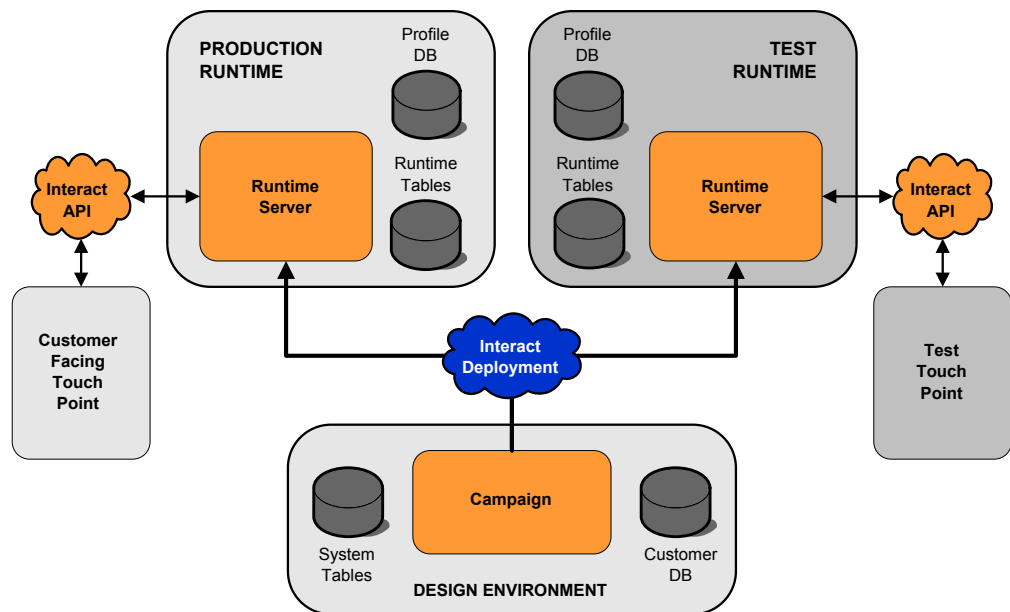 PRODUCTION
RUNTIME
Profile
DB
Runtime
Server
Runtime
Tables
Profile
DB
TEST
RUNTIME
Runtime
Tables
Runtime
Server
Interact
API
Interact
API
Customer
Facing
Touch
Point
Interact
Deployment
Test
Touch
Point
Campaign
System
Tables
Customer
DB
DESIGN ENVIRONMENT